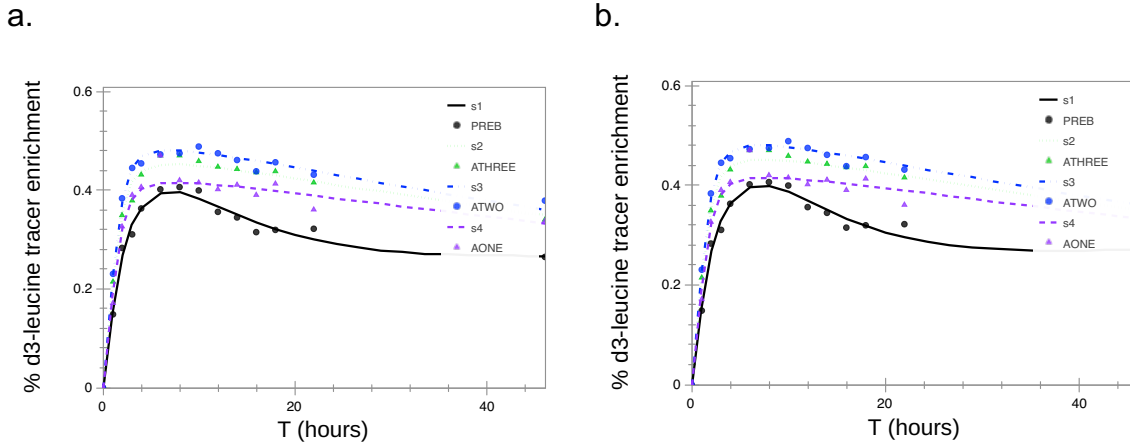 a.
% d3-leucine tracer enrichment
0.6
0.4
0.2
0
0
20
40
T (hours)
s1
PREB
s2
ATHREE
s3
ATWO
s4
AONE
b.
% d3-leucine tracer enrichment
0.6
0.4
0.2
0
0
20
40
T (hours)
s1
PREB
s2
ATHREE
s3
ATWO
s4
AONE